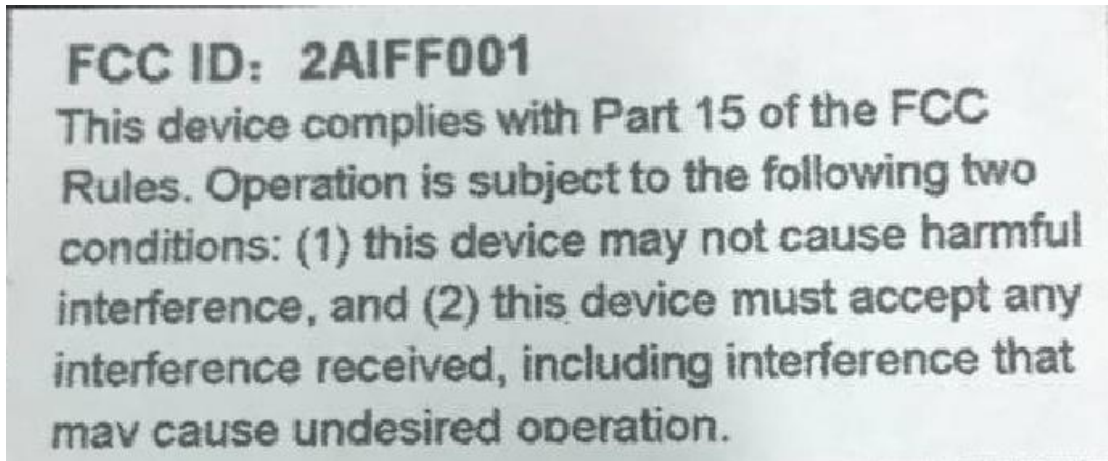 FCC ID: 2AIFF001
This device complies with Part 15 of the FCC
Rules. Operation is subject to the following two
conditions: (1) this device may not cause harmful
interference, and (2) this device must accept any
interference received, including interference that
may cause undesired operation.